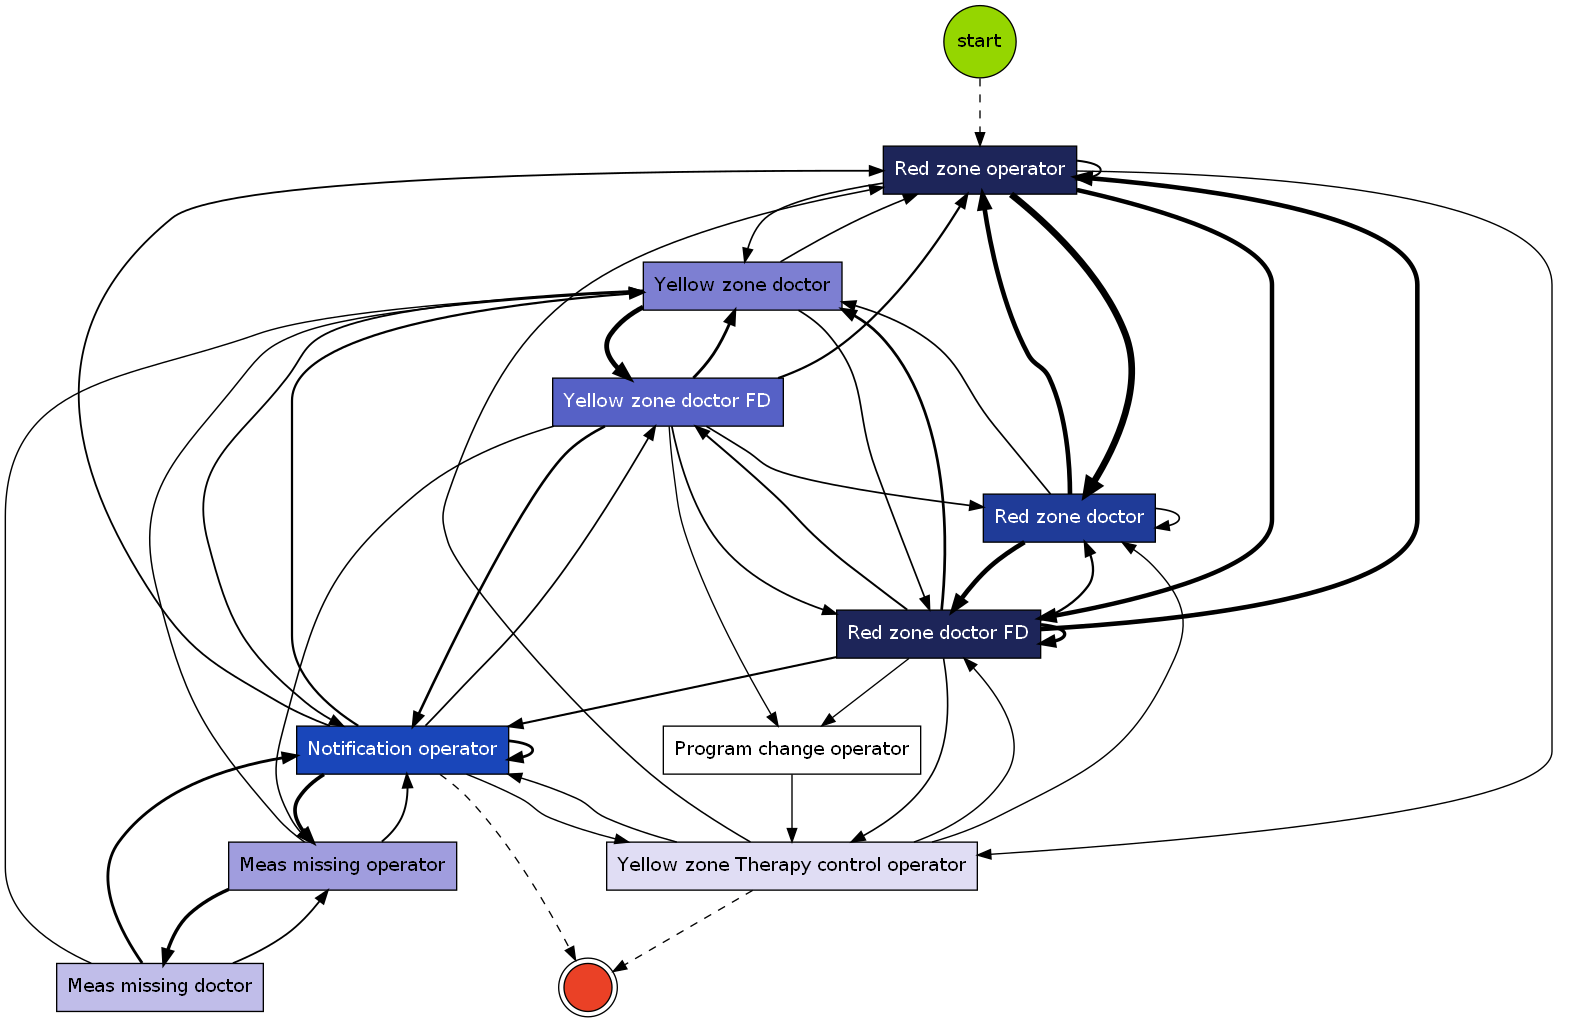 start
Red zone operator
Yellow zone doctor
Yellow zone doctor FD
Red zone doctor
Red zone doctor FD
Notification operator
Program change operator
Meas missing operator
Yellow zone Therapy control operator
Meas missing doctor